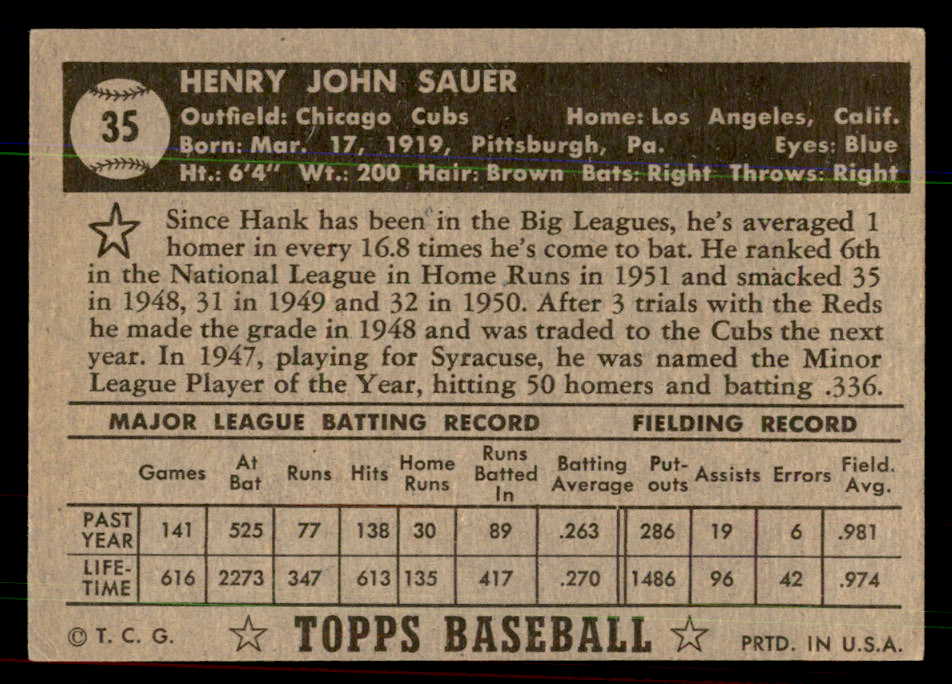 35
HENRY JOHN SAUER
Outfield: Chicago Cubs Home: Los Angeles, Calif.
Born: Mar. 17, 1919, Pittsburgh, Pa. Eyes: Blue
Ht.: 6'4" Wt.: 200 Hair: Brown Bats: Right Throws: Right
Since Hank has been in the Big Leagues, he's averaged 1
homer in every 16.8 times he's come to bat. He ranked 6th
in the National League in Home Runs in 1951 and smacked 35
in 1948, 31 in 1949 and 32 in 1950. After 3 trials with the Reds
he made the grade in 1948 and was traded to the Cubs the next
year. In 1947, playing for Syracuse, he was named the Minor
League Player of the Year, hitting 50 homers and batting .336.
MAJOR LEAGUE BATTING RECORD FIELDING RECORD
Games At Bat Runs Hits Home Runs Runs Batted In Batting Average Put-outs Assists Errors Field. Avg.
PAST YEAR 141 525 77 138 30 89 .263 286 19 6 .981
LIFE-TIME 616 2273 347 613 135 417 .270 1486 96 42 .974
© T. C. G. ☆ TOPPS BASEBALL ☆ PRTD. IN U.S.A.